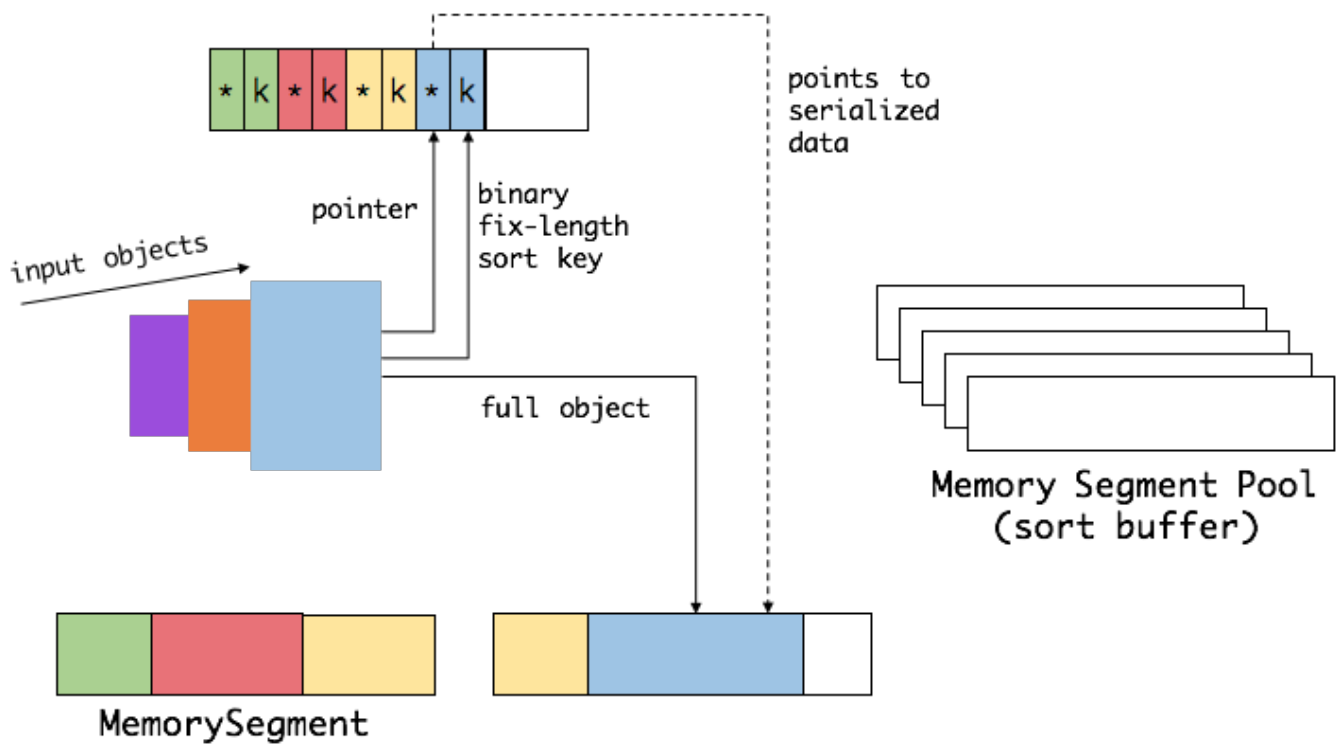 * k * k * k * k
points to
serialized
data
pointer
binary
fix-length
sort key
input objects
full object
Memory Segment Pool
(sort buffer)
MemorySegment